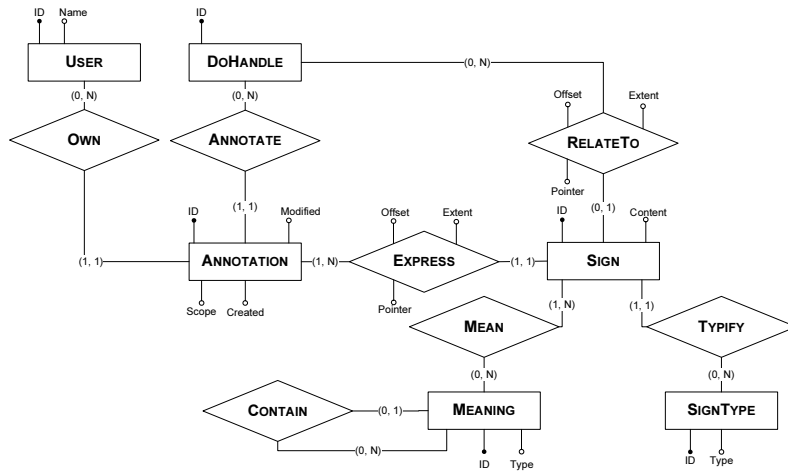 ID Name
ID
USER
DOHANDLE
(0, N)
(0, N) (0, N)
Offset Extent
OWN
ANNOTATE
RELATETO
Pointer
(1, 1)
ID Modified
Offset Extent
(0, 1)
ID Content
(1, 1) ANNOTATION (1, N) EXPRESS (1, 1) SIGN
Scope Created
Pointer
(1, N) (1, 1)
MEAN
TYPIFY
(0, N) (0, N)
CONTAIN (0, 1) MEANING SIGNTYPE
(0, N)
ID Type
ID Type